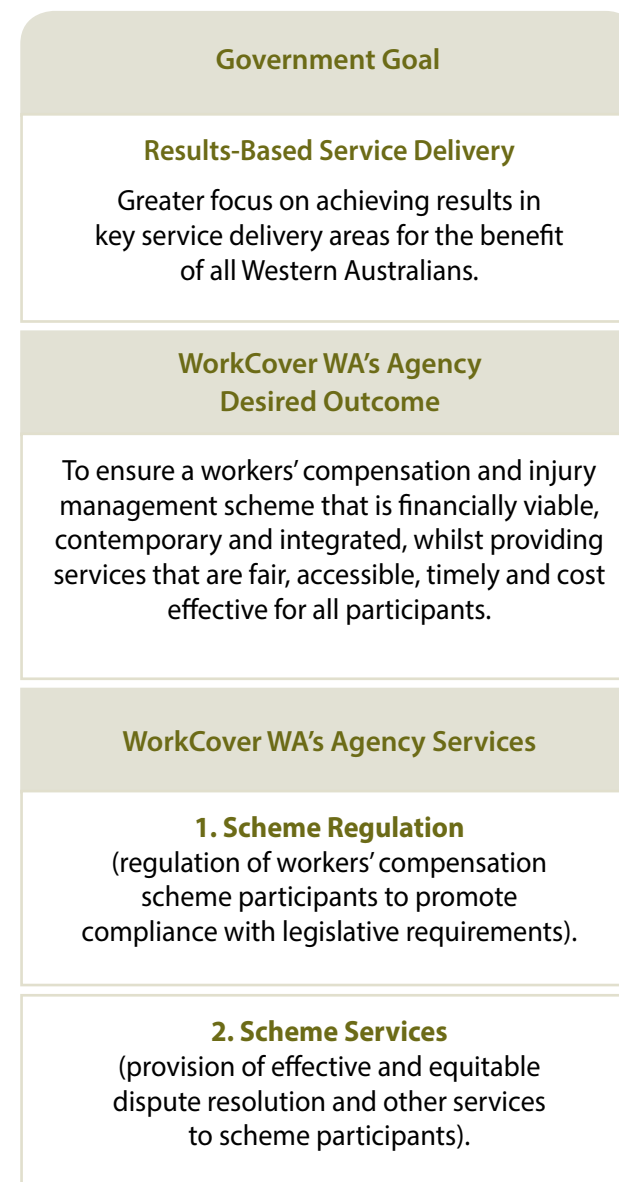 Government Goal
Results-Based Service Delivery
Greater focus on achieving results in
key service delivery areas for the benefit
of all Western Australians.
WorkCover WA's Agency
Desired Outcome
To ensure a workers' compensation and injury
management scheme that is financially viable,
contemporary and integrated, whilst providing
services that are fair, accessible, timely and cost
effective for all participants.
WorkCover WA's Agency Services
1. Scheme Regulation
(regulation of workers' compensation
scheme participants to promote
compliance with legislative requirements).
2. Scheme Services
(provision of effective and equitable
dispute resolution and other services
to scheme participants).